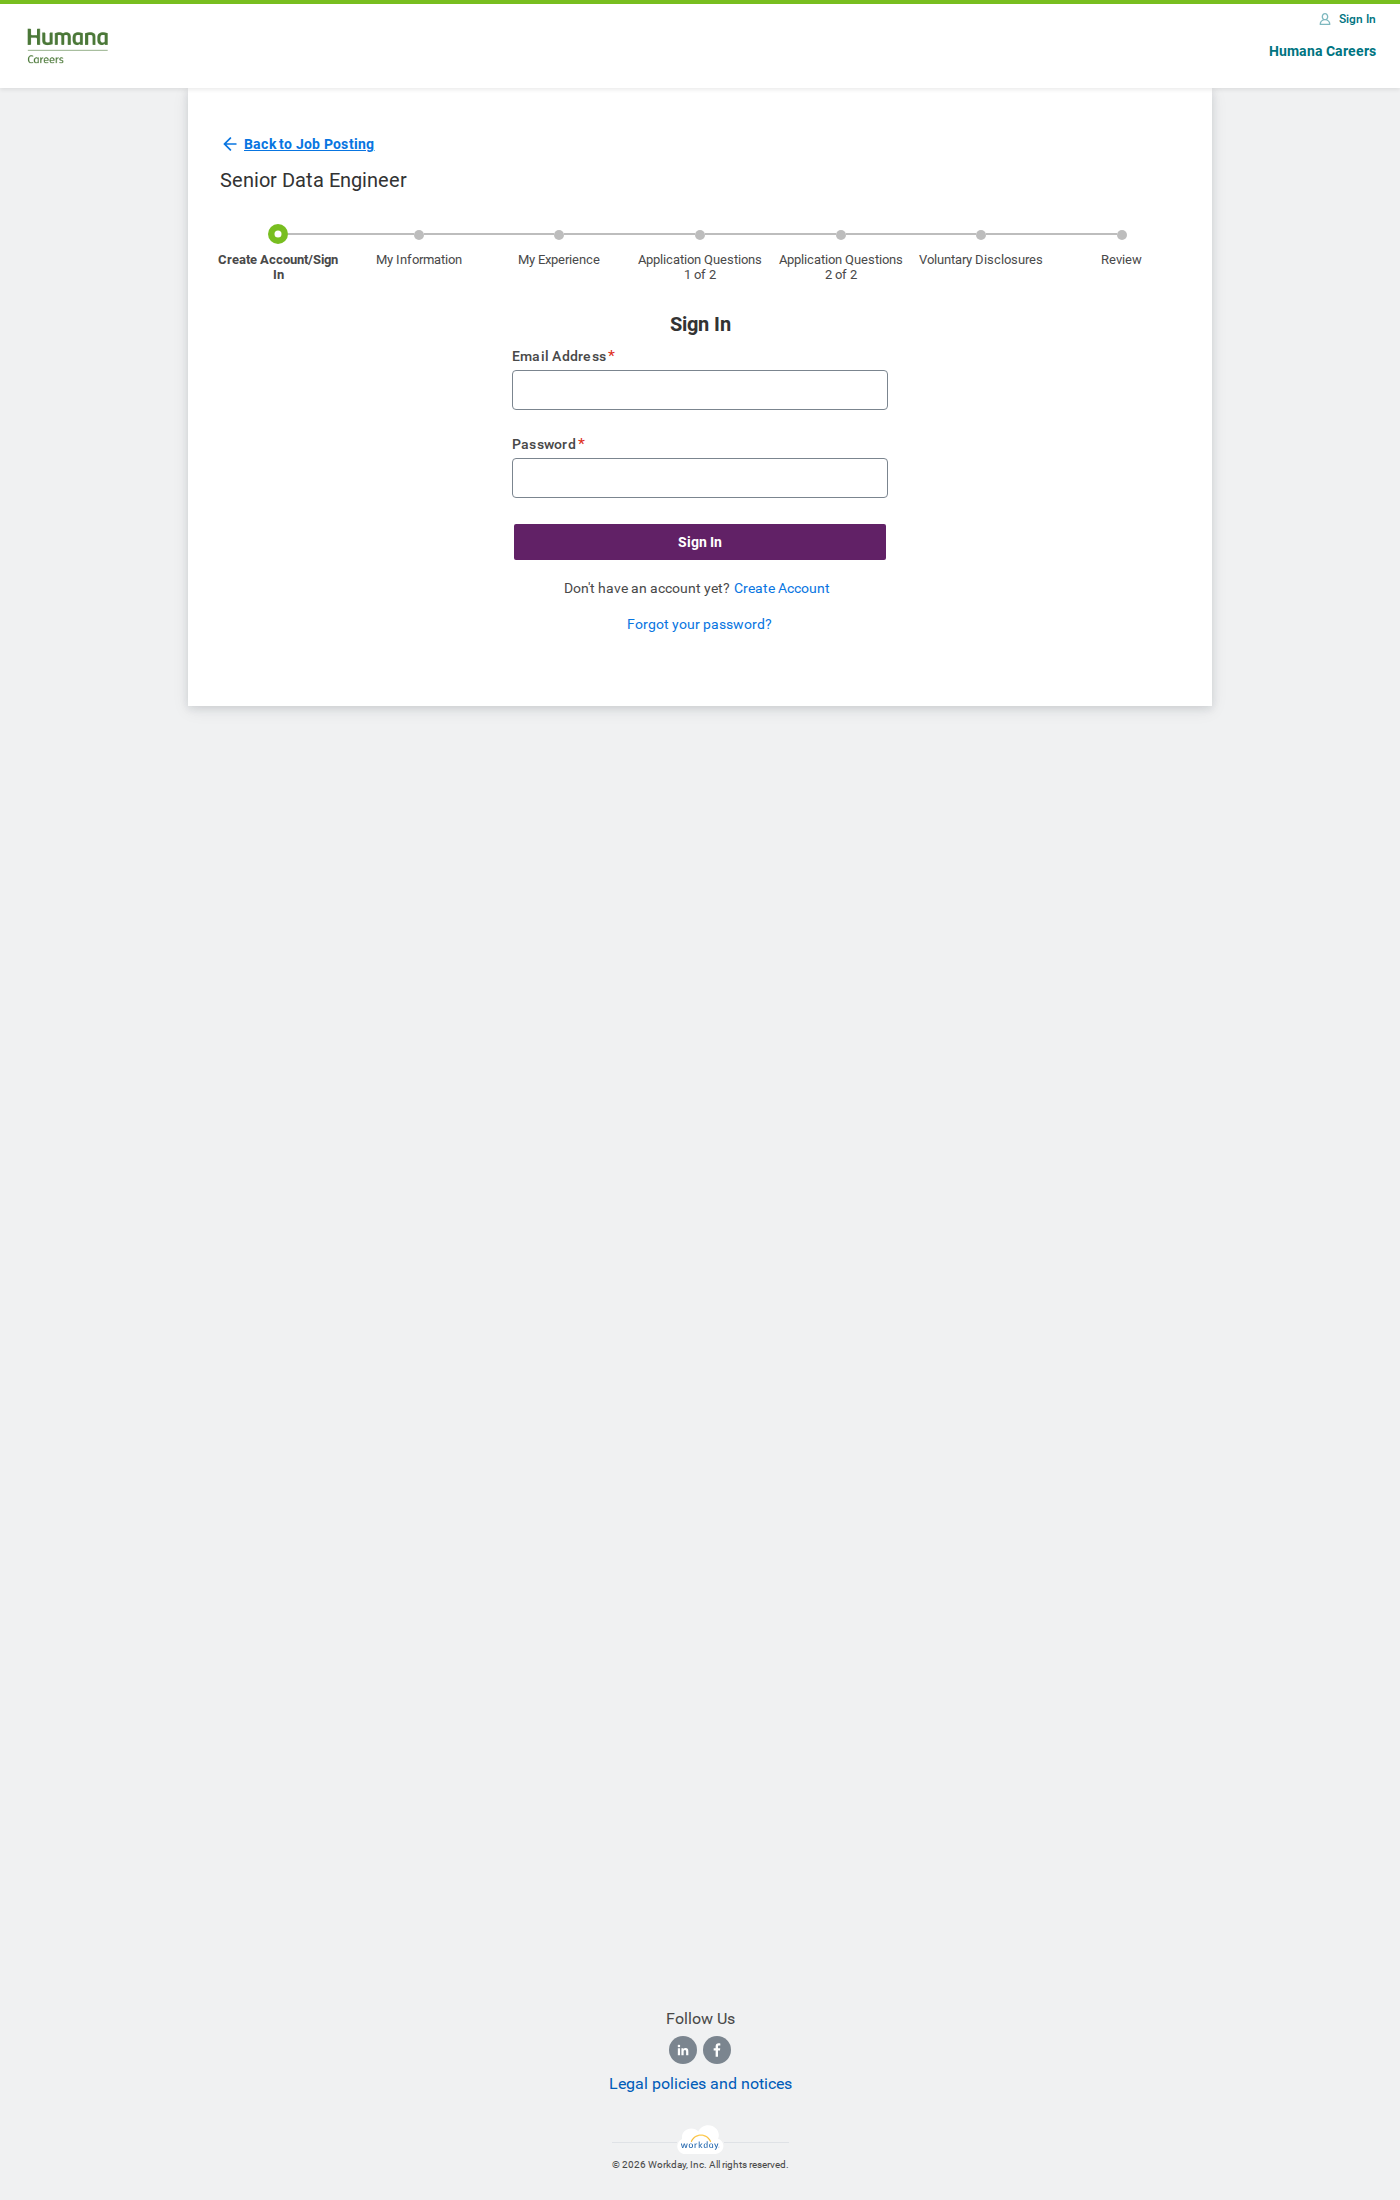 Sign In
Humana
Careers
Humana Careers
Back to Job Posting
Senior Data Engineer
Create Account/Sign
In
My Information
My Experience
Application Questions
1 of 2
Application Questions
2 of 2
Voluntary Disclosures
Review
Sign In
Email Address*
Password*
Sign In
Don't have an account yet? Create Account
Forgot your password?
Follow Us
in f
Legal policies and notices
workday
© 2026 Workday, Inc. All rights reserved.